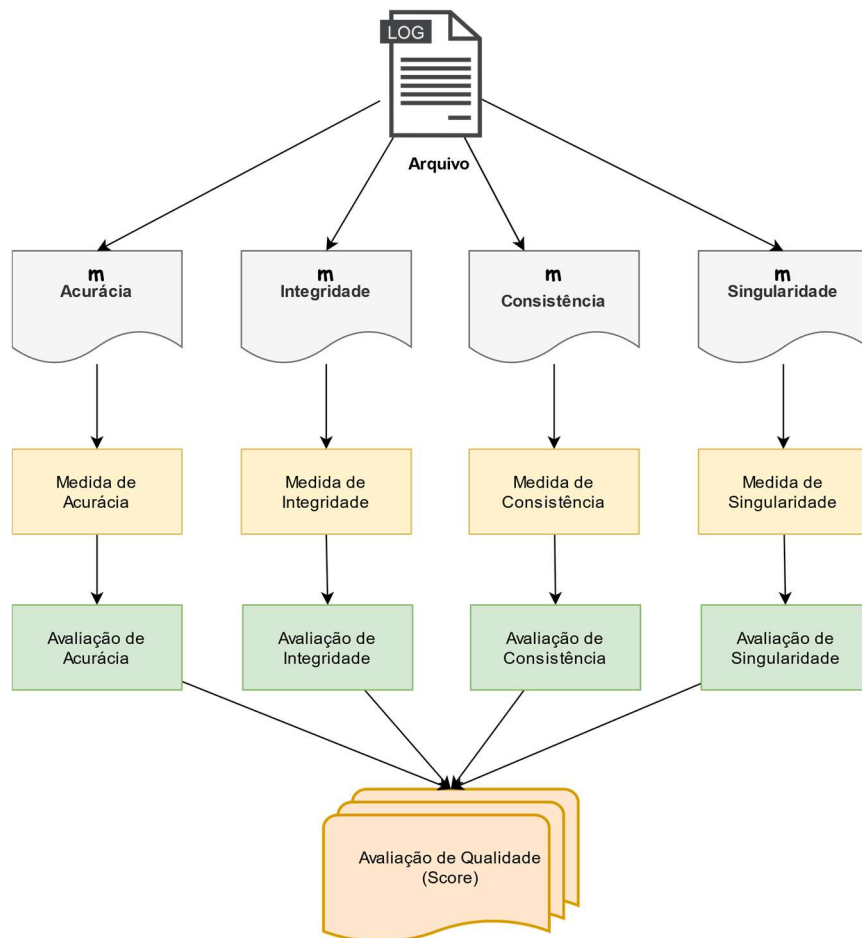 LOG
Arquivo
m
Acurácia
m
Integridade
m
Consistência
m
Singularidade
Medida de
Acurácia
Medida de
Integridade
Medida de
Consistência
Medida de
Singularidade
Avaliação de
Acurácia
Avaliação de
Integridade
Avaliação de
Consistência
Avaliação de
Singularidade
Avaliação de Qualidade
(Score)